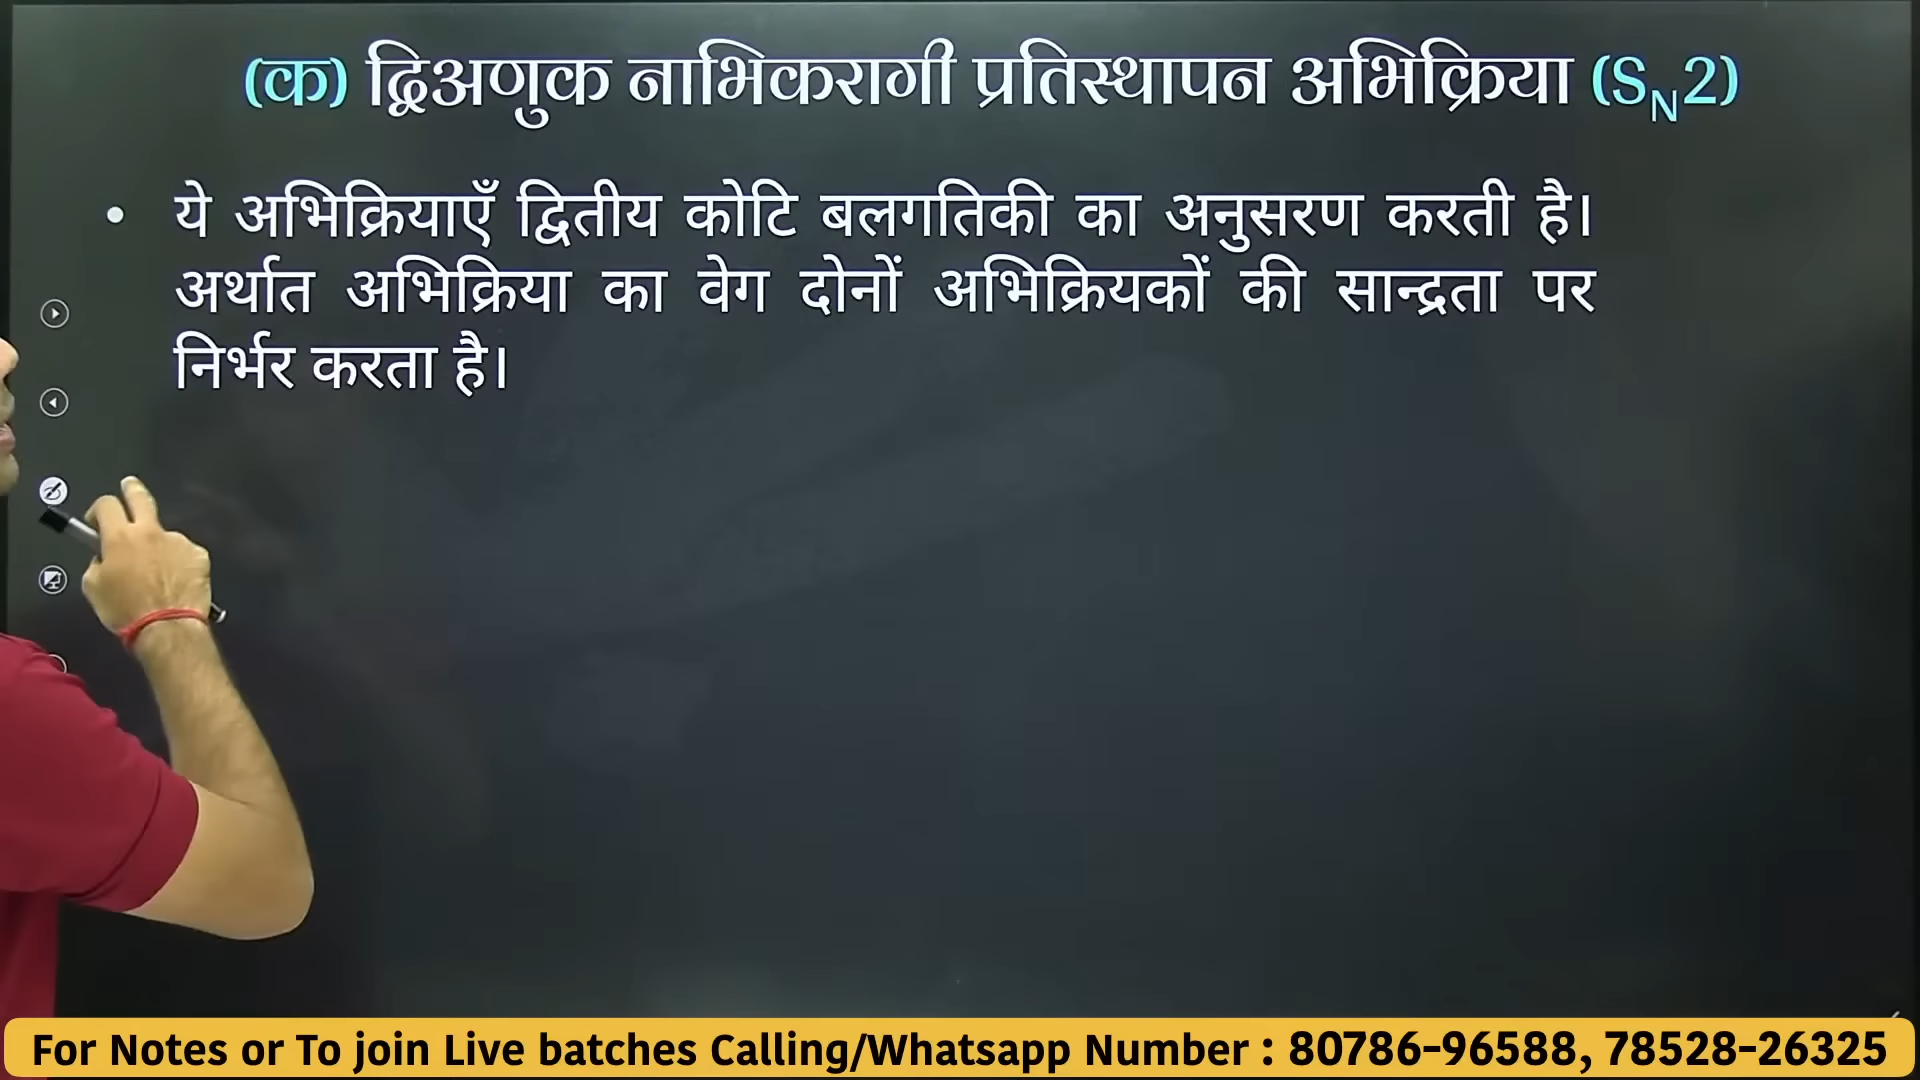 (क) द्विअणुक नाभिकरागी प्रतिस्थापन अभिक्रिया (SN2)
• ये अभिक्रियाएँ द्वितीय कोटि बलगतिकी का अनुसरण करती है।
अर्थात अभिक्रिया का वेग दोनों अभिक्रियकों की सान्द्रता पर
निर्भर करता है।
For Notes or To join Live batches Calling/Whatsapp Number : 80786-96588, 78528-26325